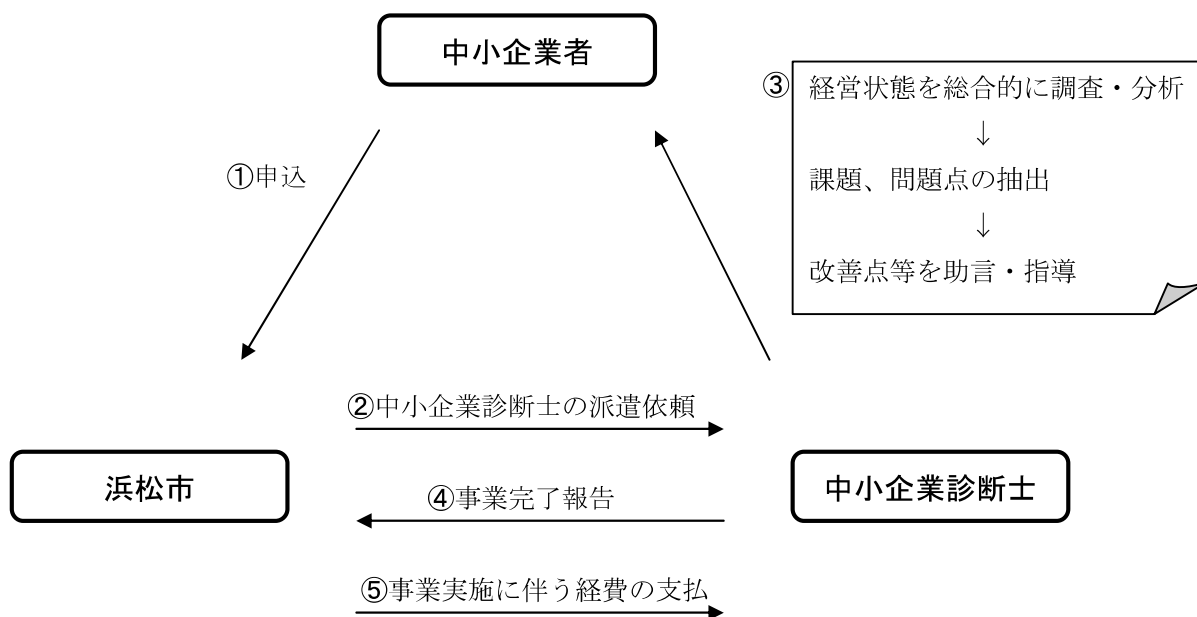 中小企業者
③
経営状態を総合的に調査・分析
↓
課題、問題点の抽出
↓
改善点等を助言・指導
①申込
②中小企業診断士の派遣依頼
浜松市
中小企業診断士
④事業完了報告
⑤事業実施に伴う経費の支払